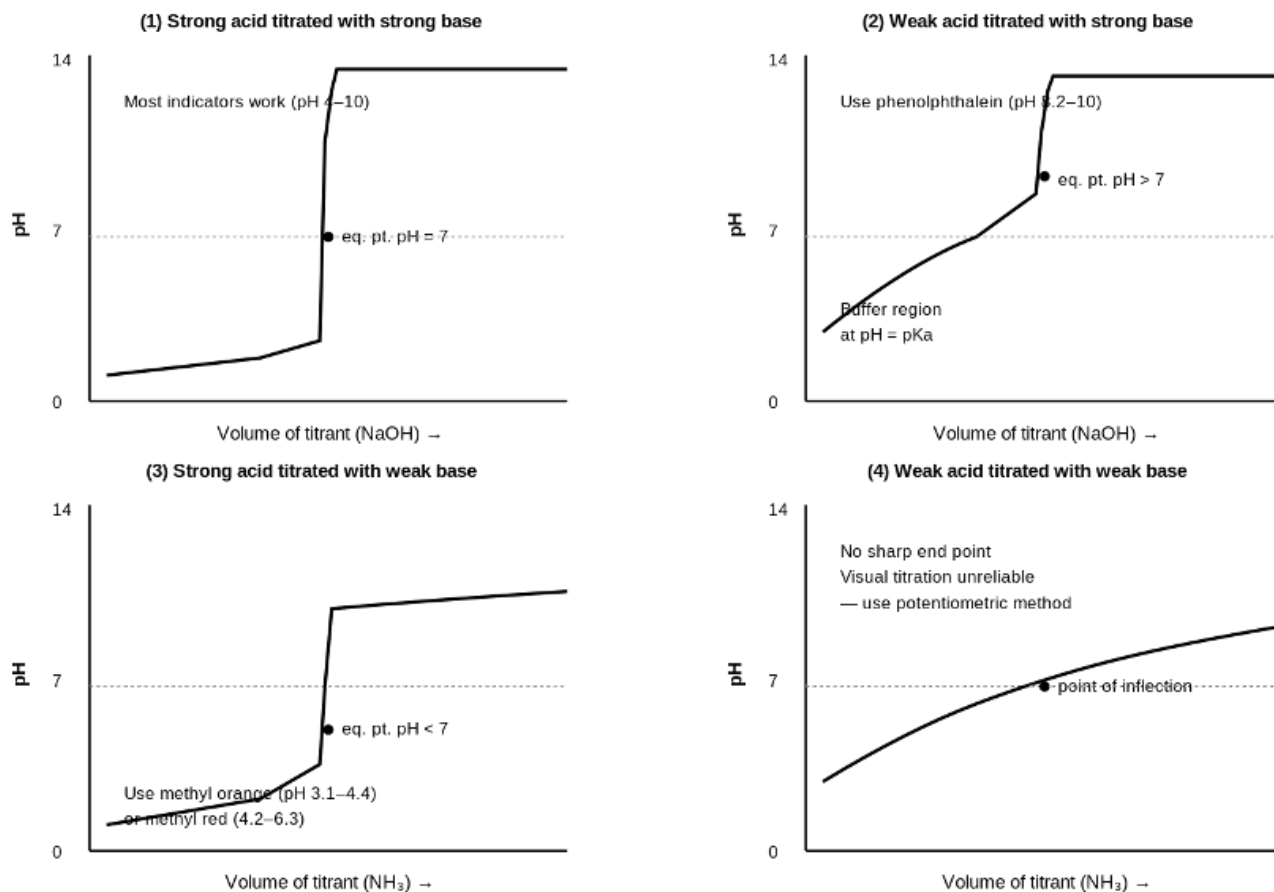 (1) Strong acid titrated with strong base
14
Most indicators work (pH 4–10)
pH
7
eq. pt. pH = 7
0
Volume of titrant (NaOH) →
(2) Weak acid titrated with strong base
14
Use phenolphthalein (pH 8.2–10)
eq. pt. pH > 7
pH
7
Buffer region
at pH = pKa
0
Volume of titrant (NaOH) →
(3) Strong acid titrated with weak base
14
pH
7
eq. pt. pH < 7
Use methyl orange (pH 3.1–4.4)
or methyl red (4.2–6.3)
0
Volume of titrant (NH₃) →
(4) Weak acid titrated with weak base
14
No sharp end point
Visual titration unreliable
— use potentiometric method
pH
7
point of inflection
0
Volume of titrant (NH₃) →